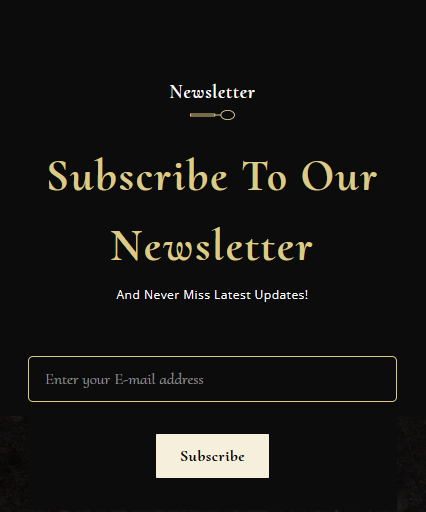 Newsletter
Subscribe To Our
Newsletter
And Never Miss Latest Updates!
Enter your E-mail address
Subscribe